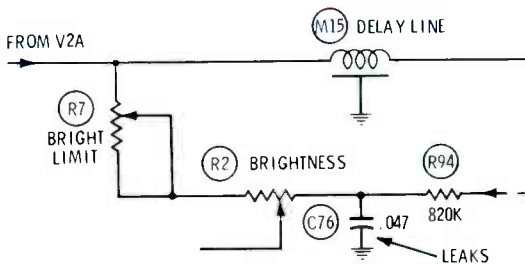 M15 DELAY LINE
FROM V2A
R7
BRIGHT
LIMIT
R2 BRIGHTNESS
R94
C76 .047
820K
LEAKS